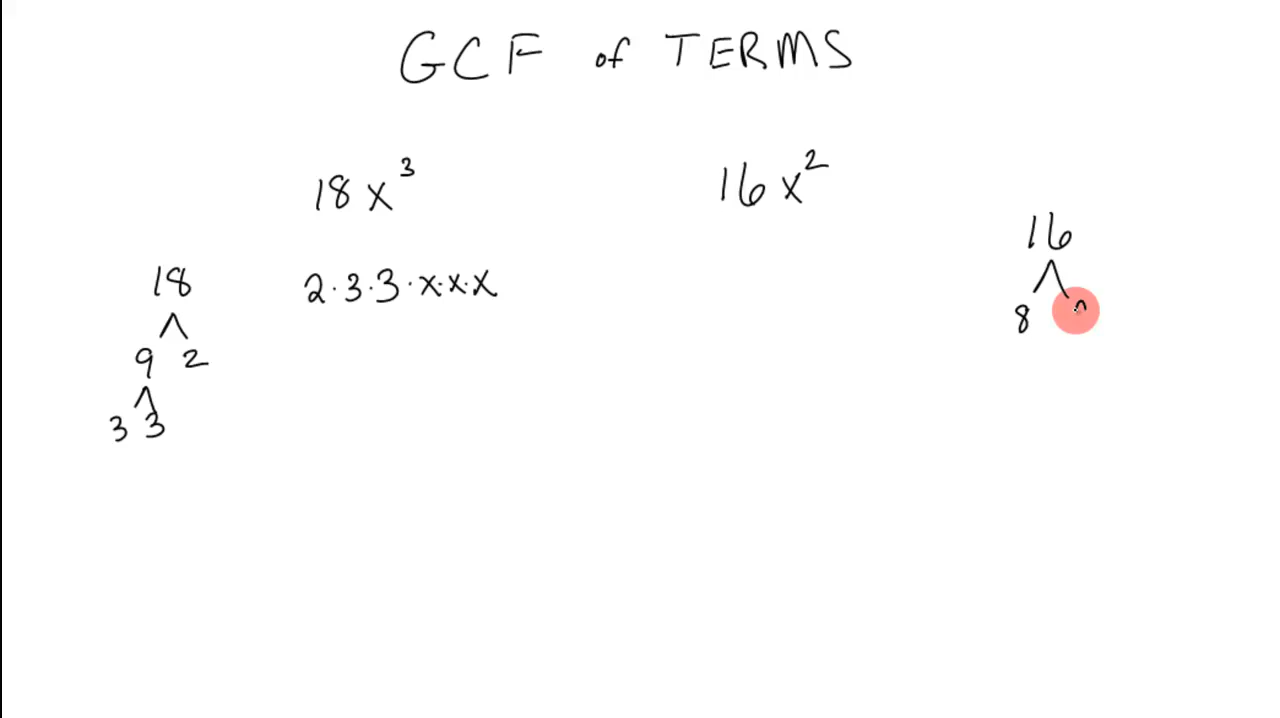 GCF of TERMS
18x³
16x²
16
8
18
2·3·3·x·x·x
9 2
3 3